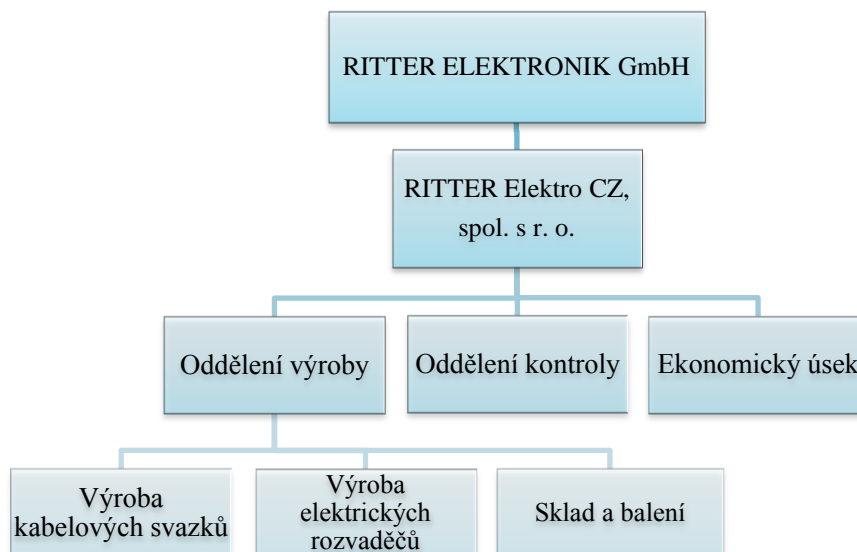 RITTER ELEKTRONIK GmbH
RITTER Elektro CZ,
spol. s r. o.
Oddělení výroby
Oddělení kontroly
Ekonomický úsek
Výroba
kabelových svazků
Výroba
elektrických
rozvaděčů
Sklad a balení